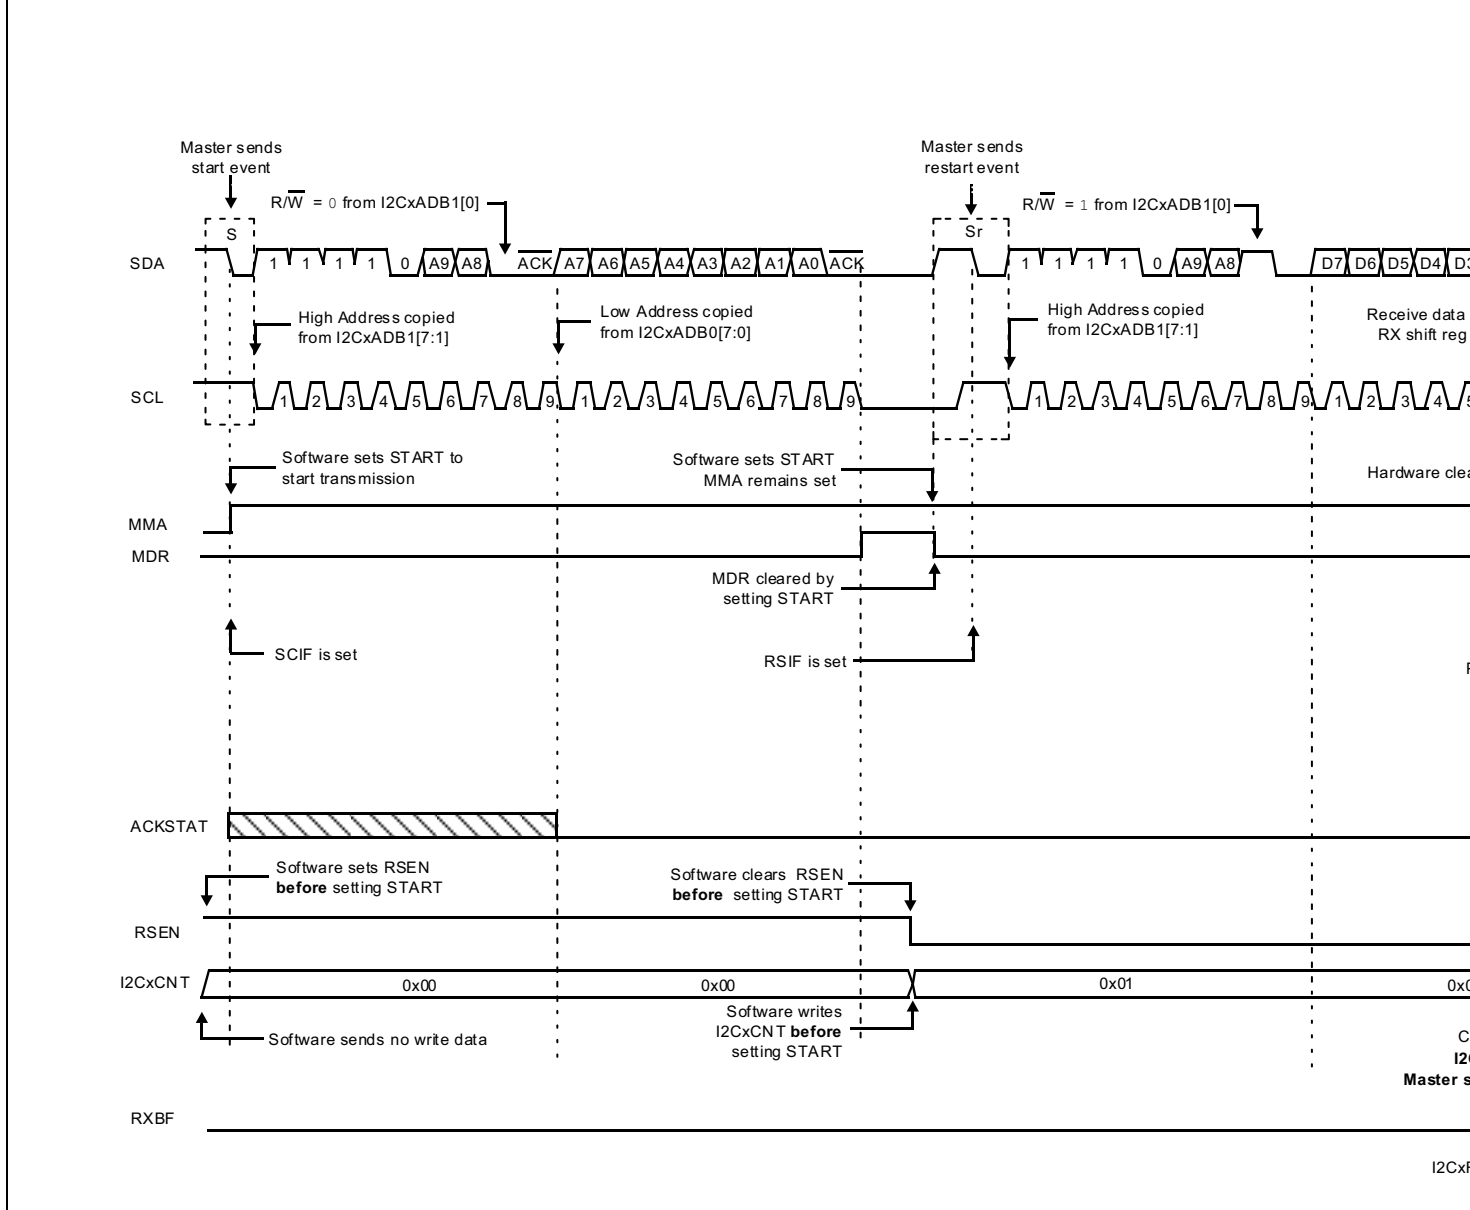 Master sends
start event
Master sends
restart event
R/W = 0 from I2CxADB1[0]
R/W = 1 from I2CxADB1[0]
S
Sr
SDA
1 1 1 1 0 A9 A8 ACK A7 A6 A5 A4 A3 A2 A1 A0 ACK
1 1 1 1 0 A9 A8 D7 D6 D5 D4
High Address copied
from I2CxADB1[7:1]
Low Address copied
from I2CxADB0[7:0]
High Address copied
from I2CxADB1[7:1]
Receive data
RX shift reg
SCL
1 2 3 4 5 6 7 8 9 1 2 3 4 5 6 7 8 9
1 2 3 4 5 6 7 8 9 1 2 3 4
Software sets START to
start transmission
Software sets START
MMA remains set
Hardware
MMA
MDR
MDR cleared by
setting START
SCIF is set
RSIF is set
ACKSTAT
Software sets RSEN
before setting START
Software clears RSEN
before setting START
RSEN
I2CxCNT
0x00
0x00
0x01
Software writes
I2CxCNT before
setting START
Software sends no write data
Master
RXBF